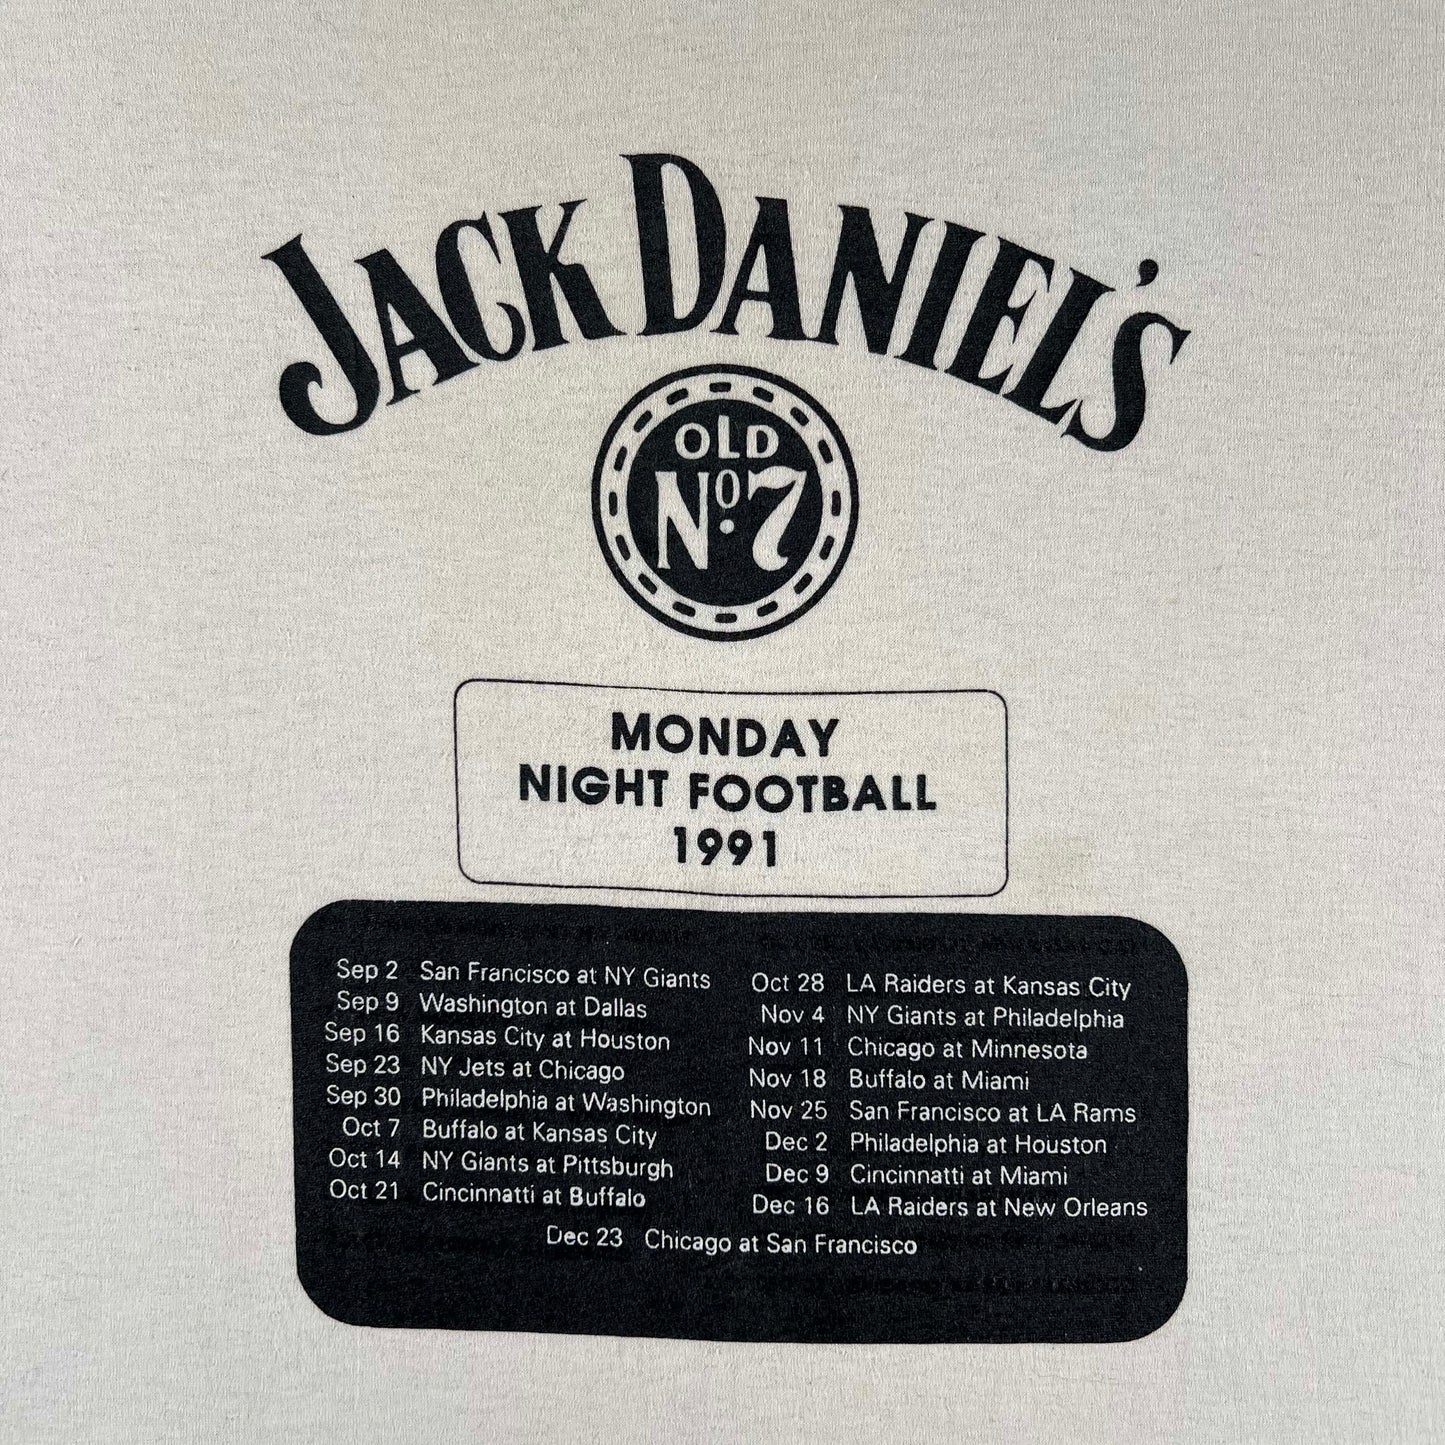 JACK DANIEL'S
OLD
No. 7
MONDAY
NIGHT FOOTBALL
1991
Sep 2 San Francisco at NY Giants
Sep 9 Washington at Dallas
Sep 16 Kansas City at Houston
Sep 23 NY Jets at Chicago
Sep 30 Philadelphia at Washington
Oct 7 Buffalo at Kansas City
Oct 14 NY Giants at Pittsburgh
Oct 21 Cincinnatti at Buffalo
Oct 28 LA Raiders at Kansas City
Nov 4 NY Giants at Philadelphia
Nov 11 Chicago at Minnesota
Nov 18 Buffalo at Miami
Nov 25 San Francisco at LA Rams
Dec 2 Philadelphia at Houston
Dec 9 Cincinnatti at Miami
Dec 16 LA Raiders at New Orleans
Dec 23 Chicago at San Francisco